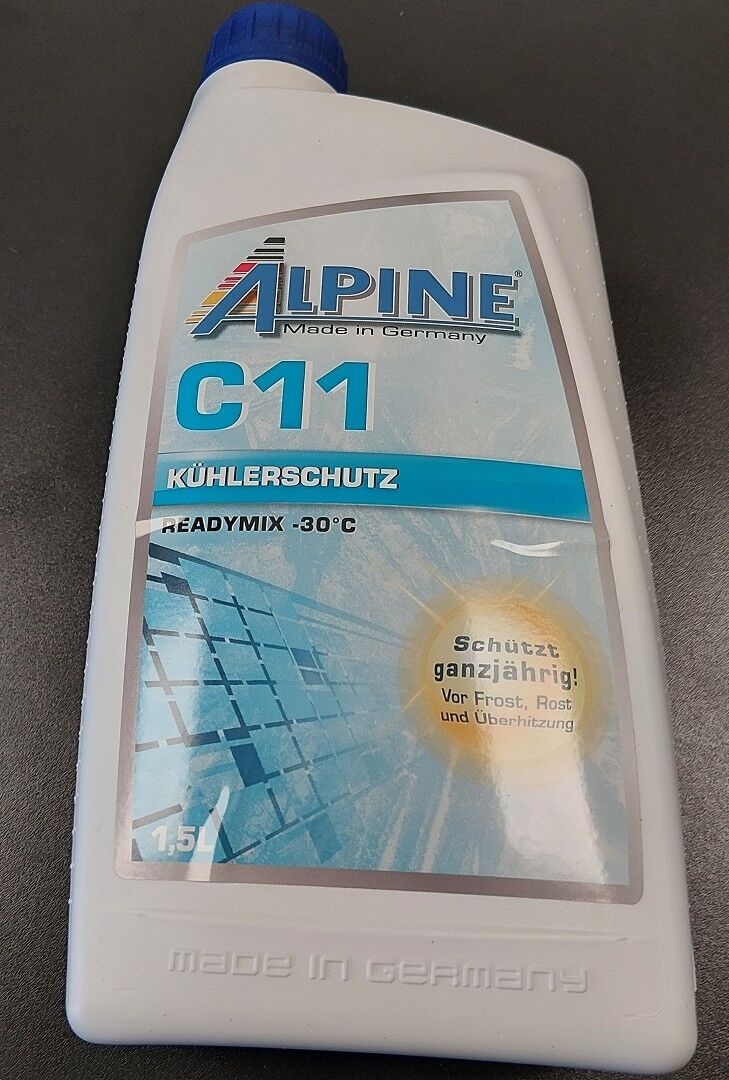 ALPINE®
Made in Germany
C11
KÜHLERSCHUTZ
READYMIX -30°C
Schützt
ganzjährig!
Vor Frost, Rost
und Überhitzung
1,5L
made in Germany